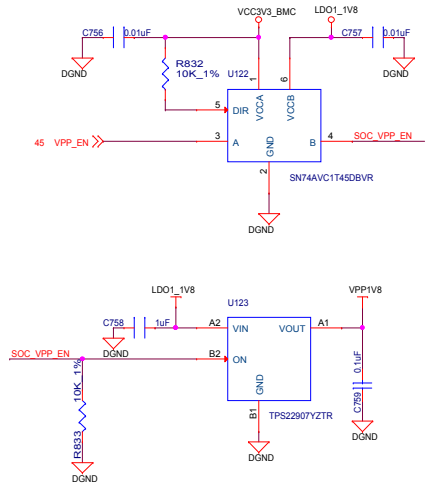 VCC3V3_BMC LDO1_1V8
C756 0.01uF C757 0.01uF
DGND DGND
R832
10K_1% U122
1 6
5 DIR VCCA VCCB
45 VPP_EN 3 A GND B 4 SOC_VPP_EN
2
SN74AVC1T45DBVR
DGND
LDO1_1V8 VPP1V8
U123
C758 1uF A2 VIN VOUT A1
DGND
SOC_VPP_EN B2 ON
R833 10K_1% GND C759 0.1uF
B1
TPS22907YZTR
DGND
DGND
DGND